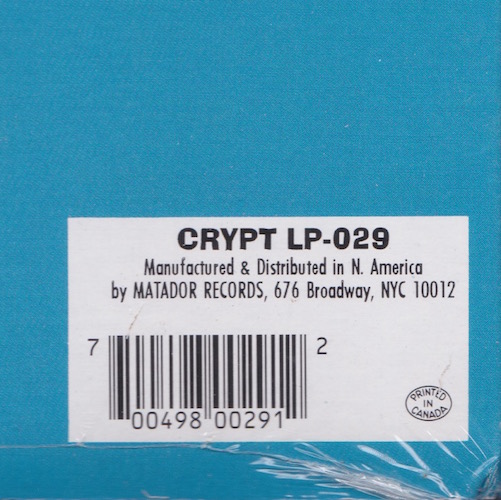 CRYPT LP-029
Manufactured & Distributed in N. America
by MATADOR RECORDS, 676 Broadway, NYC 10012
7 00498 00291 2
PRINTED
IN
CANADA